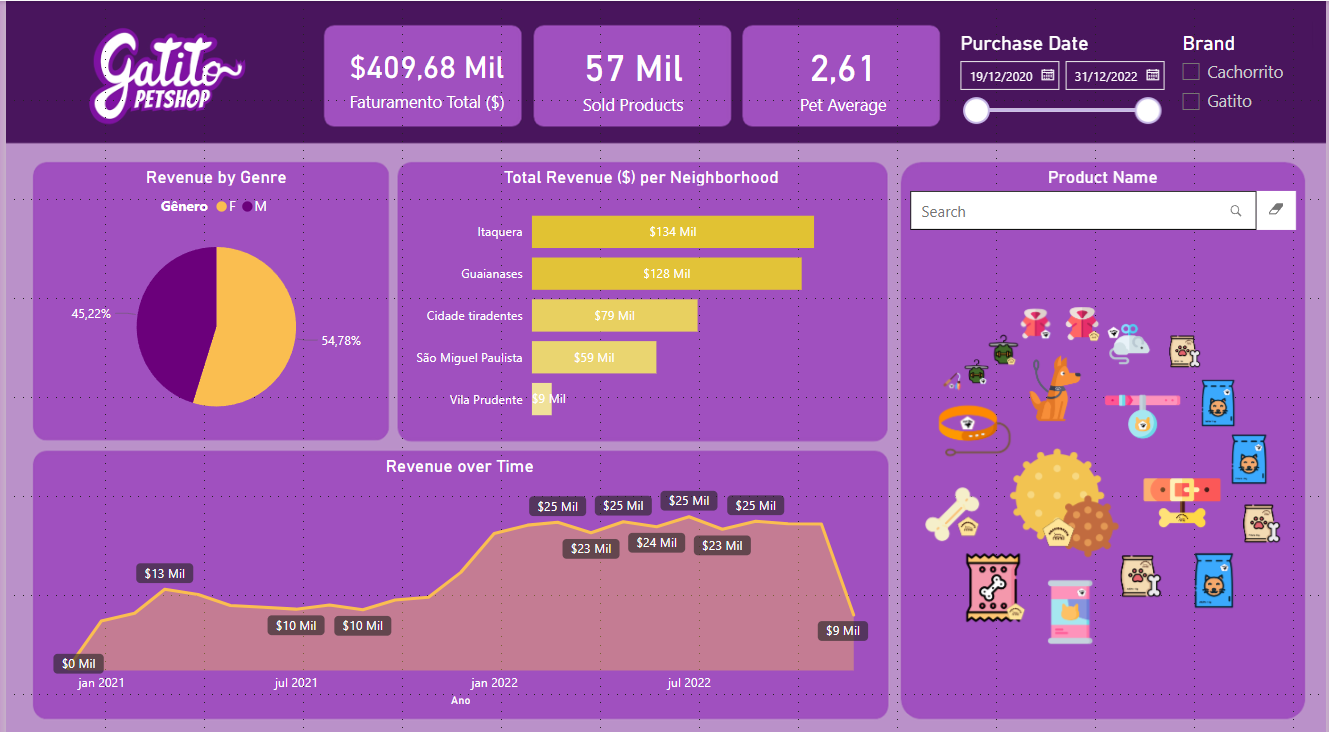 Gatito
PETSHOP
$409,68 Mil
Faturamento Total ($)
57 Mil
Sold Products
2,61
Pet Average
Purchase Date
19/12/2020
31/12/2022
Brand
Cachorrito
Gatito
Revenue by Genre
Gênero F M
45,22%
54,78%
Total Revenue ($) per Neighborhood
Itaquera $134 Mil
Guaianases $128 Mil
Cidade tiradentes $79 Mil
São Miguel Paulista $59 Mil
Vila Prudente $9 Mil
Product Name
Search
Revenue over Time
$0 Mil
$13 Mil
$10 Mil
$10 Mil
$25 Mil
$23 Mil
$25 Mil
$24 Mil
$25 Mil
$23 Mil
$25 Mil
$9 Mil
jan 2021 jul 2021 jan 2022 jul 2022
Ano